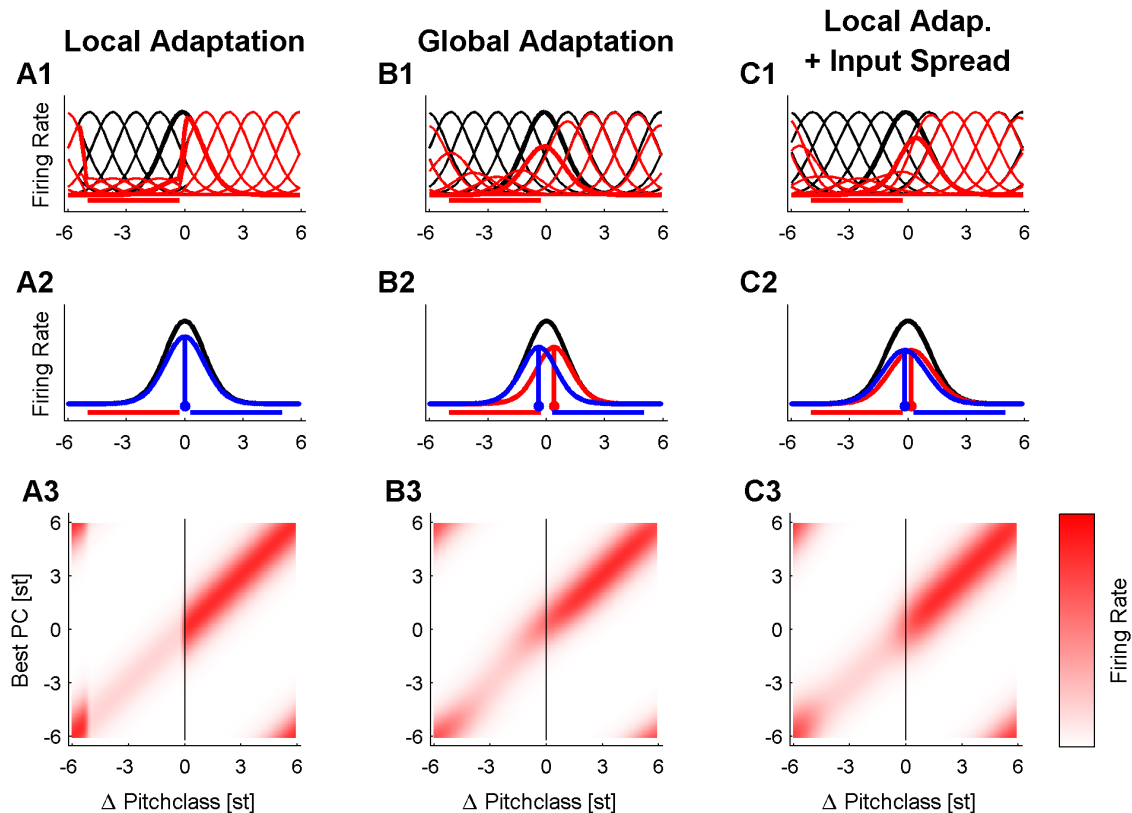 Local Adaptation
Global Adaptation
Local Adap.
+ Input Spread
A1
B1
C1
Firing Rate
-6 -3 0 3 6
-6 -3 0 3 6
-6 -3 0 3 6
A2
B2
C2
Firing Rate
-6 -3 0 3 6
-6 -3 0 3 6
-6 -3 0 3 6
A3
B3
C3
Best PC [st]
6
3
0
-3
-6
6
3
0
-3
-6
6
3
0
-3
-6
-6 -3 0 3 6
-6 -3 0 3 6
-6 -3 0 3 6
Δ Pitchclass [st]
Δ Pitchclass [st]
Δ Pitchclass [st]
Firing Rate